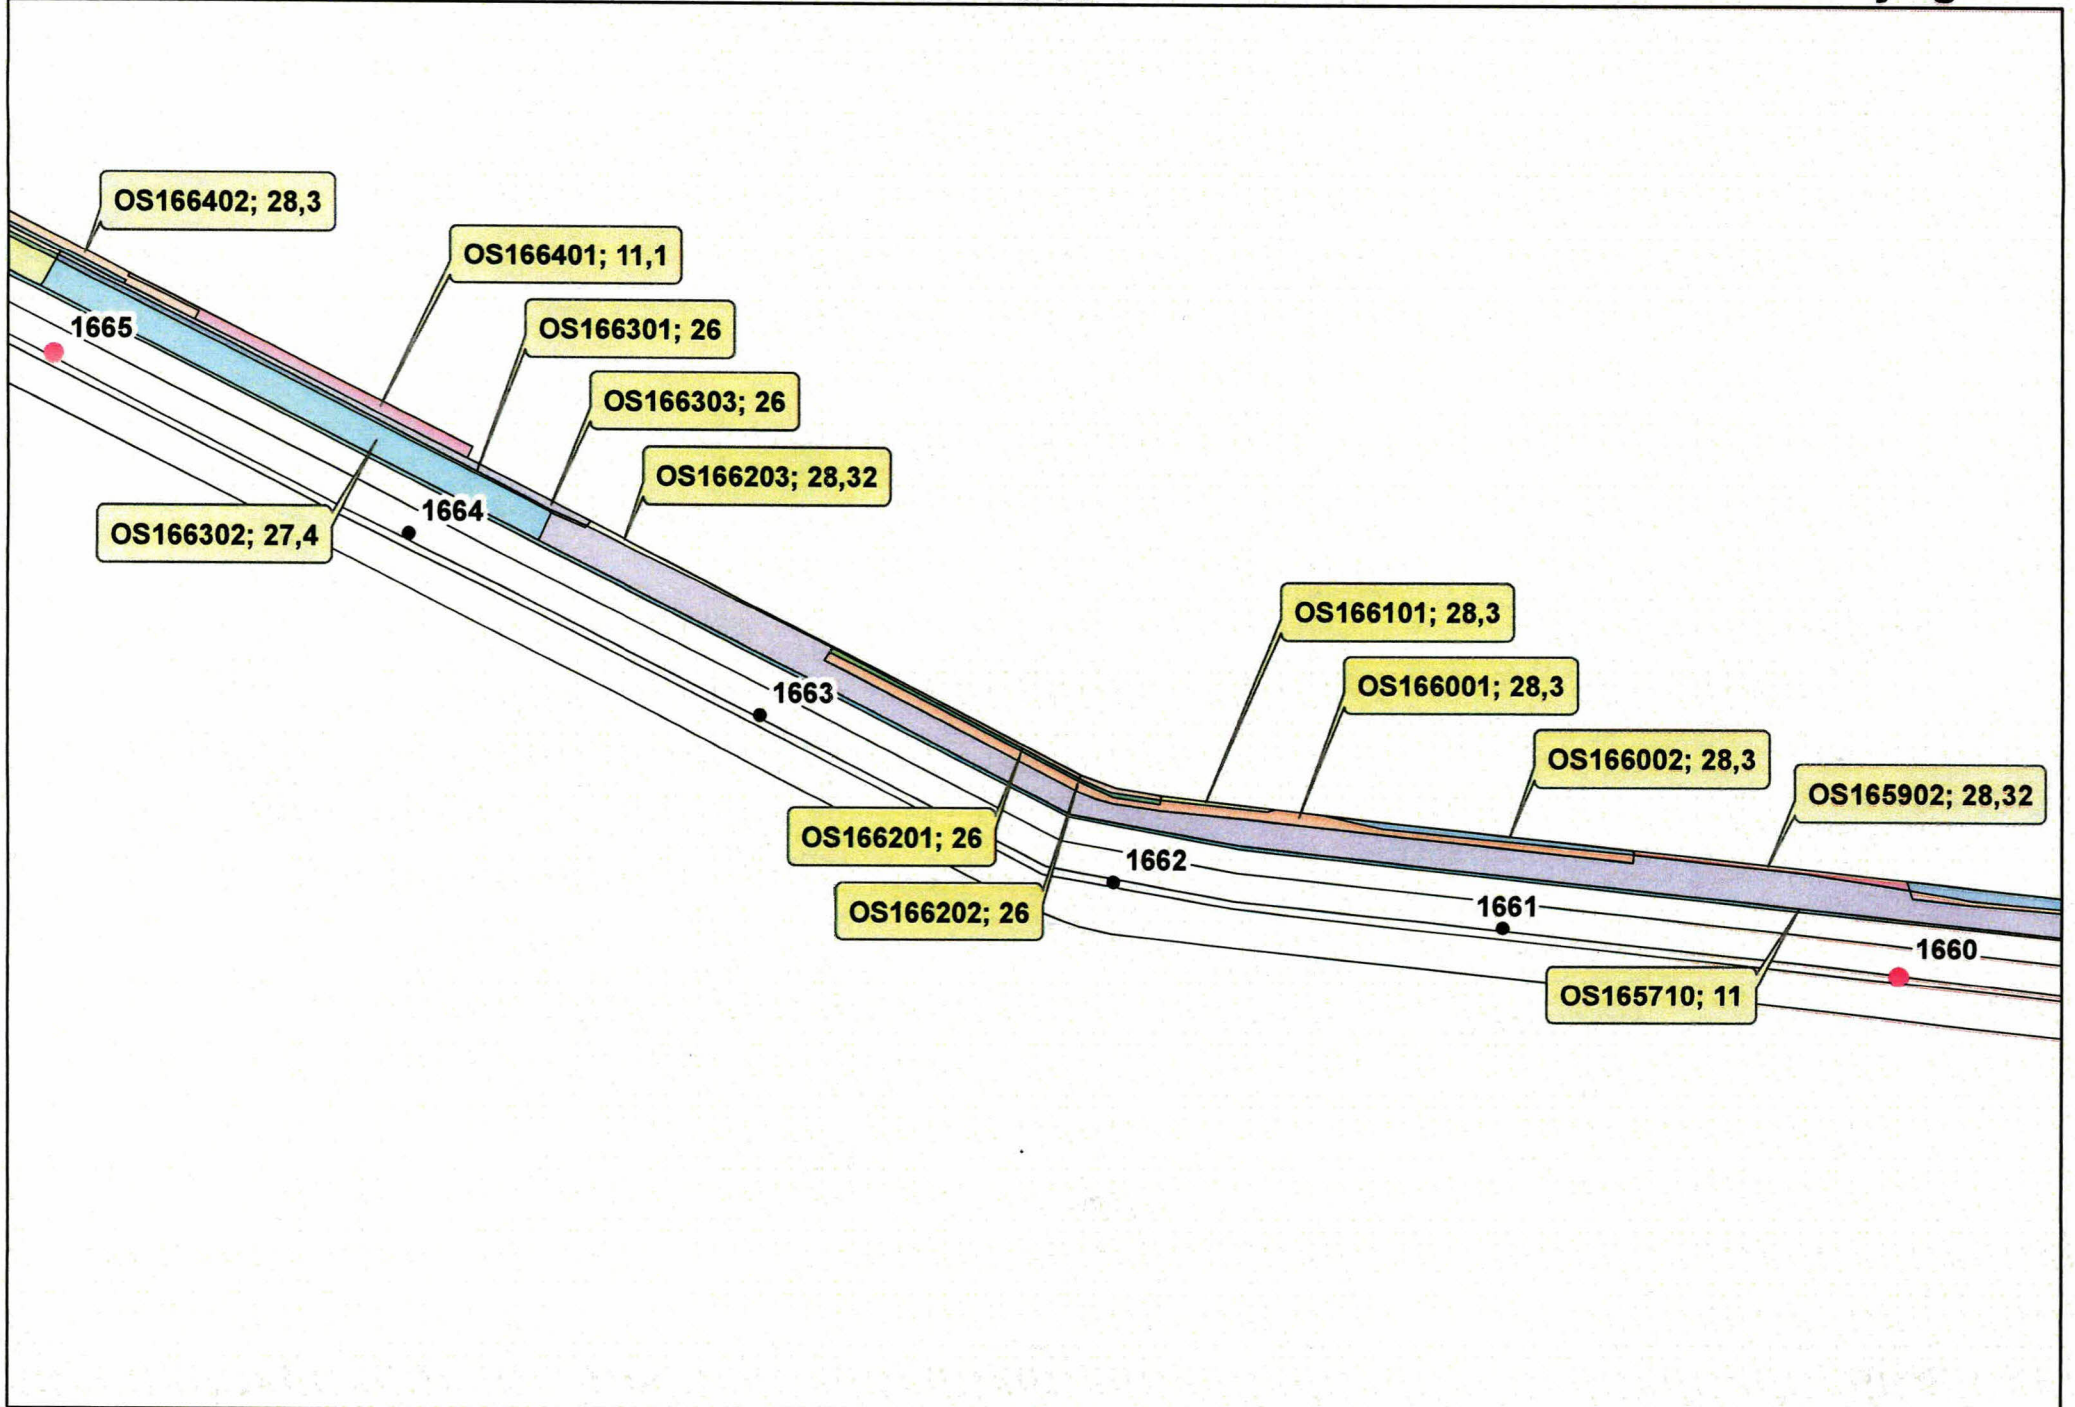 OS166402; 28,3
OS166401; 11,1
OS166301; 26
1665
OS166303; 26
OS166203; 28,32
1664
OS166302; 27,4
OS166101; 28,3
OS166001; 28,3
1663
OS166002; 28,3
OS165902; 28,32
OS166201; 26
1662
OS166202; 26
1661
1660
OS165710; 11